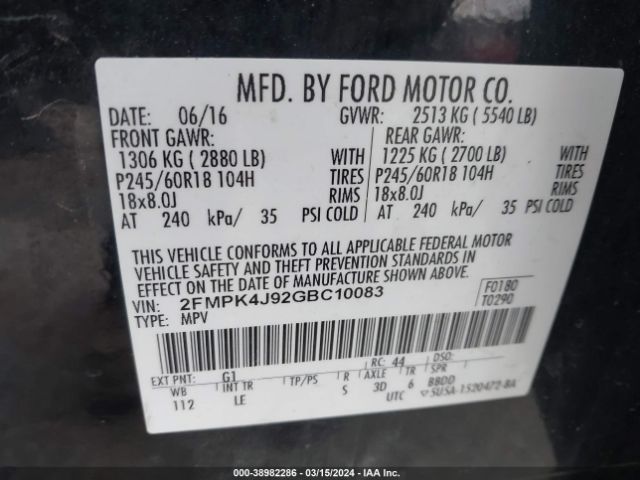 MFD. BY FORD MOTOR CO.
DATE: 06/16 GVWR: 2513 KG ( 5540 LB)
FRONT GAWR: REAR GAWR:
1306 KG ( 2880 LB) WITH 1225 KG ( 2700 LB) WITH
P245/60R18 104H TIRES P245/60R18 104H TIRES
18x8.0J RIMS 18x8.0J RIMS
AT 240 kPa/ 35 PSI COLD AT 240 kPa/ 35 PSI COLD
THIS VEHICLE CONFORMS TO ALL APPLICABLE FEDERAL MOTOR
VEHICLE SAFETY AND THEFT PREVENTION STANDARDS IN
EFFECT ON THE DATE OF MANUFACTURE SHOWN ABOVE.
VIN: 2FMPK4J92GBC10083 F0180
TYPE: MPV T0290
EXT PNT: G1 RC: 44 DSO:
WB INT TR TP/PS R AXLE TR SPR
112 LE S 3D 6 BBDD
UTC 5U5A-1520472-BA
000-38982286 - 03/15/2024 - IAA Inc.